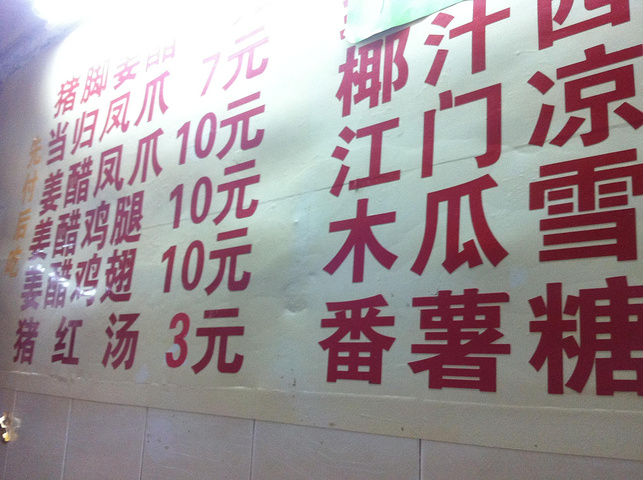 猪脚姜醋
当归凤爪 7元
姜醋凤爪 10元
姜醋鸡腿 10元
姜醋鸡翅 10元
猪红汤 3元
先付后吃
椰汁西
江门凉
木瓜雪
番薯糖